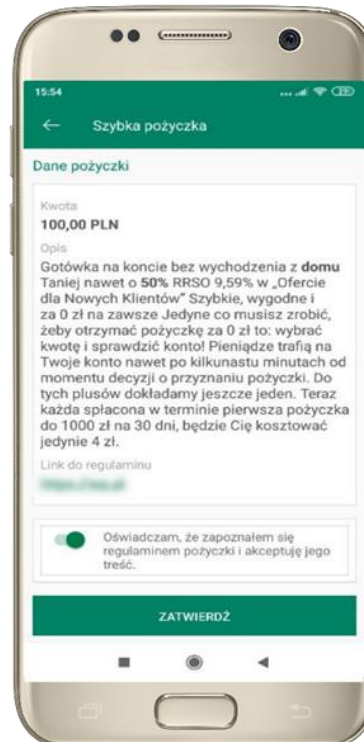 15:54
29
Szybka pożyczka
Dane pożyczki
Kwota
100,00 PLN
Opis
Gotówka na koncie bez wychodzenia z domu
Taniej nawet o 50% RRSO 9,59% w „Ofercie
dla Nowych Klientów” Szybkie, wygodne i
za 0 zł na zawsze Jedyne co musisz zrobić,
żeby otrzymać pożyczkę za 0 zł to: wybrać
kwotę i sprawdzić konto! Pieniądze trafią na
Twoje konto nawet po kilkunastu minutach od
momentu decyzji o przyznaniu pożyczki. Do
tych plusów dokładamy jeszcze jeden. Teraz
każda spłacona w terminie pierwsza pożyczka
do 1000 zł na 30 dni, będzie Cię kosztować
jedynie 4 zł.
Link do regulaminu
Oświadczam, że zapoznałem się
regulaminem pożyczki i akceptuję jego
treść.
ZATWIERDŹ